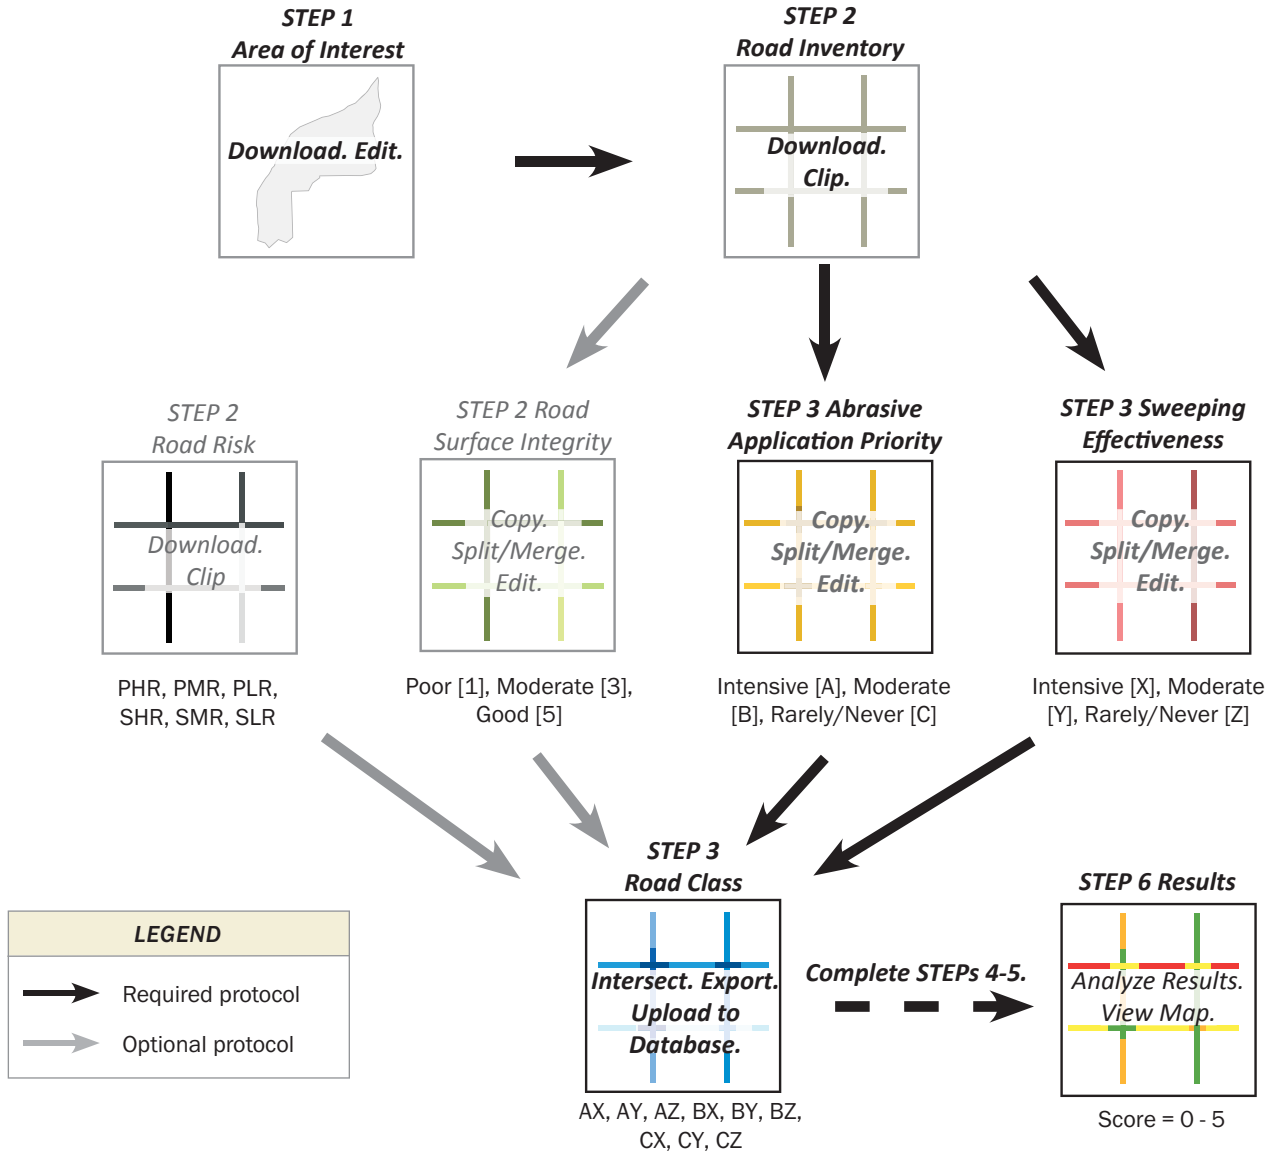 STEP 1
Area of Interest
Download. Edit.
STEP 2
Road Inventory
Download.
Clip.
STEP 2
Road Risk
Download.
Clip
PHR, PMR, PLR,
SHR, SMR, SLR
STEP 2 Road
Surface Integrity
Copy.
Split/Merge.
Edit.
Poor [1], Moderate [3],
Good [5]
STEP 3 Abrasive
Application Priority
Copy.
Split/Merge.
Edit.
Intensive [A], Moderate
[B], Rarely/Never [C]
STEP 3 Sweeping
Effectiveness
Copy.
Split/Merge.
Edit.
Intensive [X], Moderate
[Y], Rarely/Never [Z]
STEP 3
Road Class
Intersect. Export.
Upload to
Database.
AX, AY, AZ, BX, BY, BZ,
CX, CY, CZ
Complete STEPs 4-5.
STEP 6 Results
Analyze Results.
View Map.
Score = 0 - 5
LEGEND
Required protocol
Optional protocol